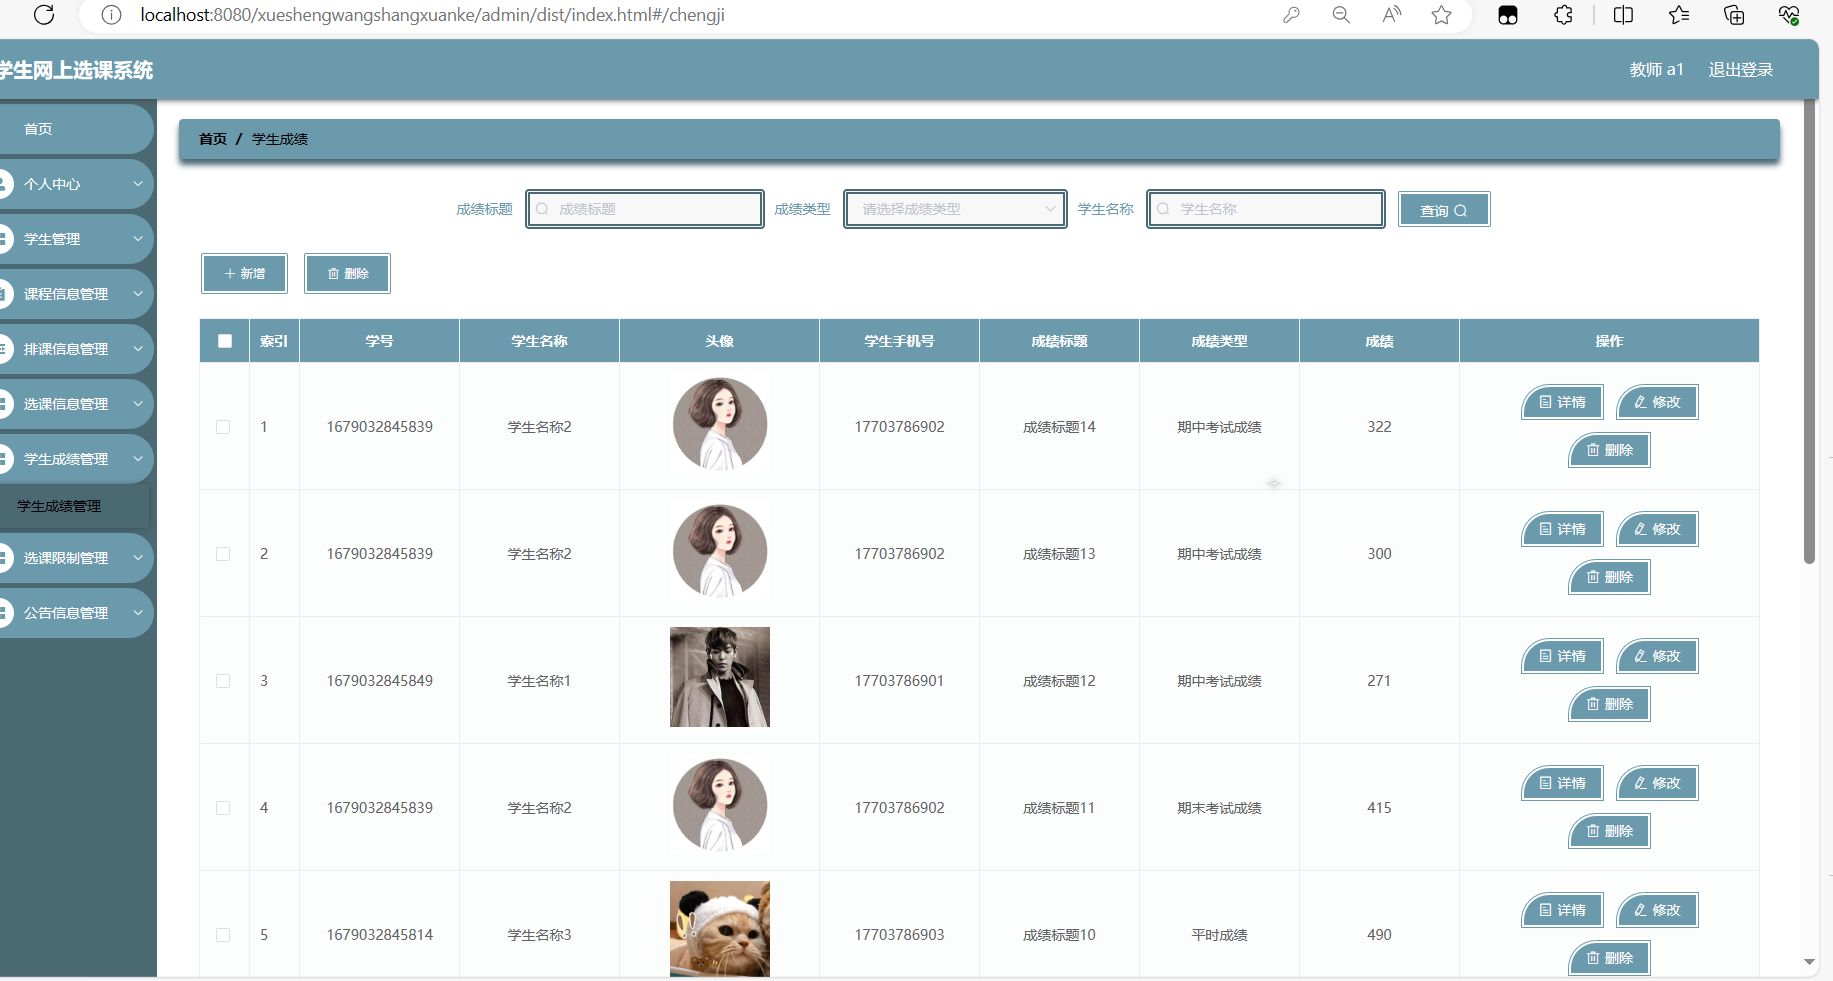 localhost:8080/xueshengwangshangxuanke/admin/dist/index.html#/chengji
学生网上选课系统
教师 a1 退出登录
首页
个人中心
学生管理
课程信息管理
排课信息管理
选课信息管理
学生成绩管理
学生成绩管理
选课限制管理
公告信息管理
首页 / 学生成绩
成绩标题 成绩标题 成绩类型 请选择成绩类型 学生名称 学生名称 查询
新增 删除
索引 学号 学生名称 头像 学生手机号 成绩标题 成绩类型 成绩 操作
1 1679032845839 学生名称2 17703786902 成绩标题14 期中考试成绩 322 详情 修改
删除
2 1679032845839 学生名称2 17703786902 成绩标题13 期中考试成绩 300 详情 修改
删除
3 1679032845849 学生名称1 17703786901 成绩标题12 期中考试成绩 271 详情 修改
删除
4 1679032845839 学生名称2 17703786902 成绩标题11 期末考试成绩 415 详情 修改
删除
5 1679032845814 学生名称3 17703786903 成绩标题10 平时成绩 490 详情 修改
删除